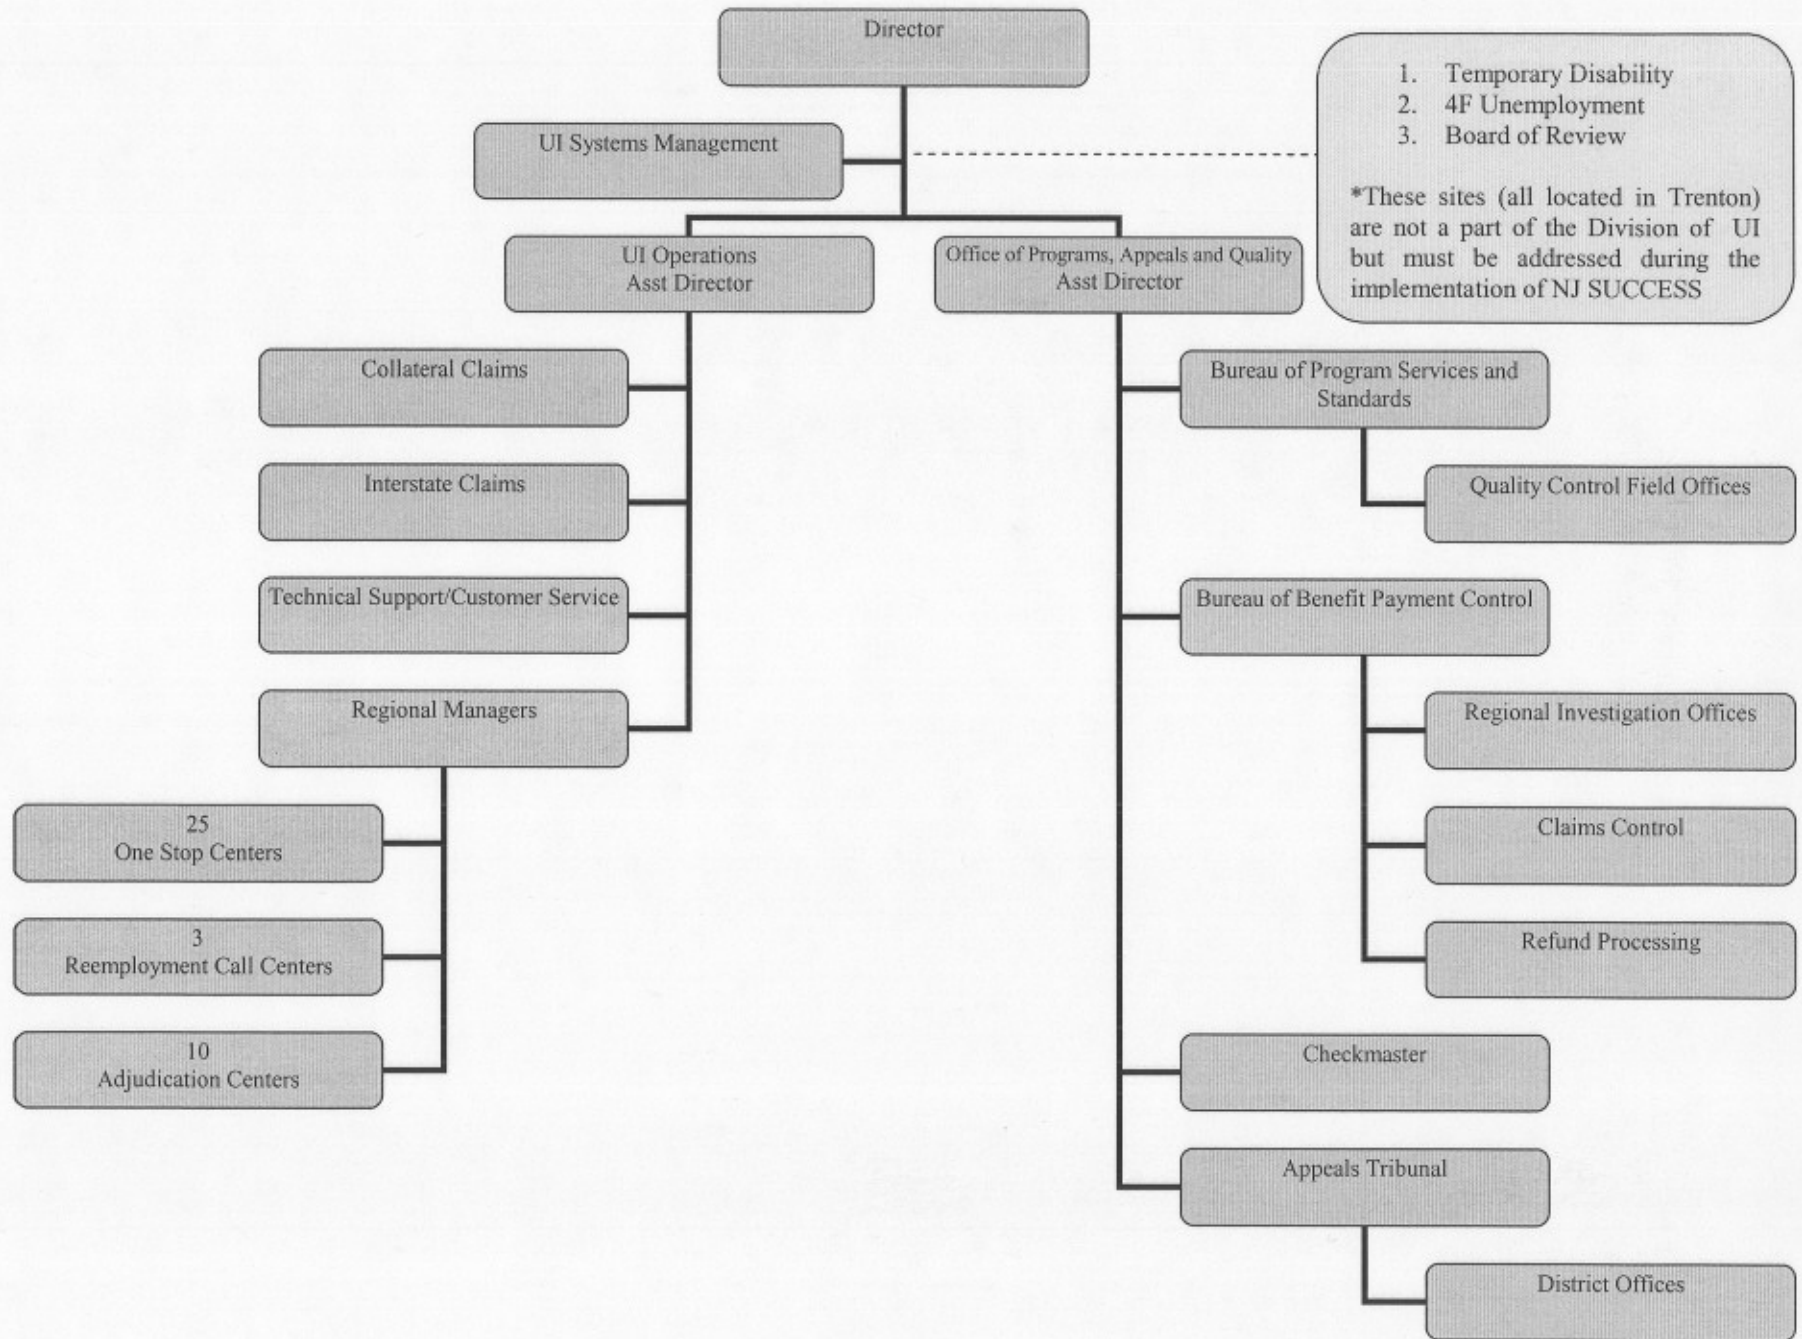 Director
1. Temporary Disability
2. 4F Unemployment
3. Board of Review
*These sites (all located in Trenton)
are not a part of the Division of UI
but must be addressed during the
implementation of NJ SUCCESS
UI Systems Management
UI Operations
Asst Director
Office of Programs, Appeals and Quality
Asst Director
Collateral Claims
Interstate Claims
Technical Support/Customer Service
Regional Managers
25
One Stop Centers
3
Reemployment Call Centers
10
Adjudication Centers
Bureau of Program Services and
Standards
Quality Control Field Offices
Bureau of Benefit Payment Control
Regional Investigation Offices
Claims Control
Refund Processing
Checkmaster
Appeals Tribunal
District Offices